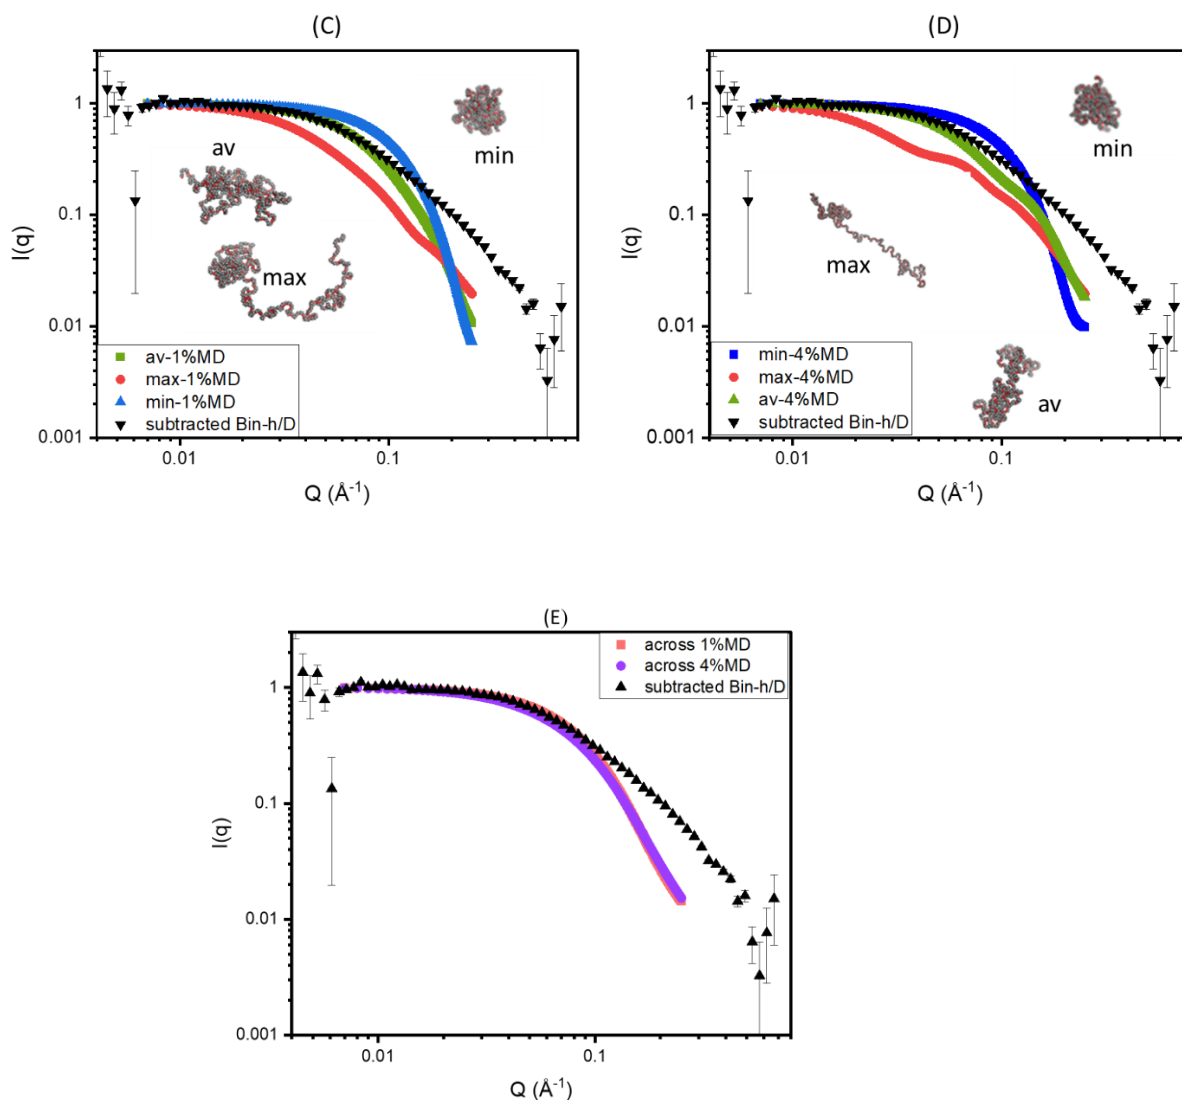 (C)
(D)
1
0.1
0.01
0.001
I(q)
min
av
max
av-1%MD
max-1%MD
min-1%MD
subtracted Bin-h/D
0.01
0.1
Q (Å⁻¹)
1
0.1
0.01
0.001
I(q)
min
max
av
min-4%MD
max-4%MD
av-4%MD
subtracted Bin-h/D
0.01
0.1
Q (Å⁻¹)
(E)
across 1%MD
across 4%MD
subtracted Bin-h/D
1
0.1
0.01
0.001
I(q)
0.01
0.1
Q (Å⁻¹)